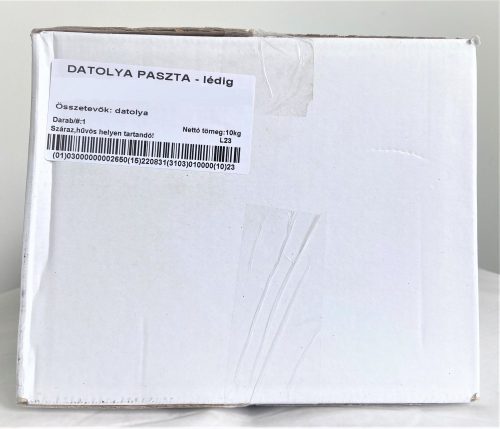 DATOLYA PASZTA - lédig
Összetevők: datolya
Darab/#:1
Száraz,hűvös helyen tartandó! Nettó tömeg:10kg
L23
(01)03000000002650(15)220831(3103)010000(10)23